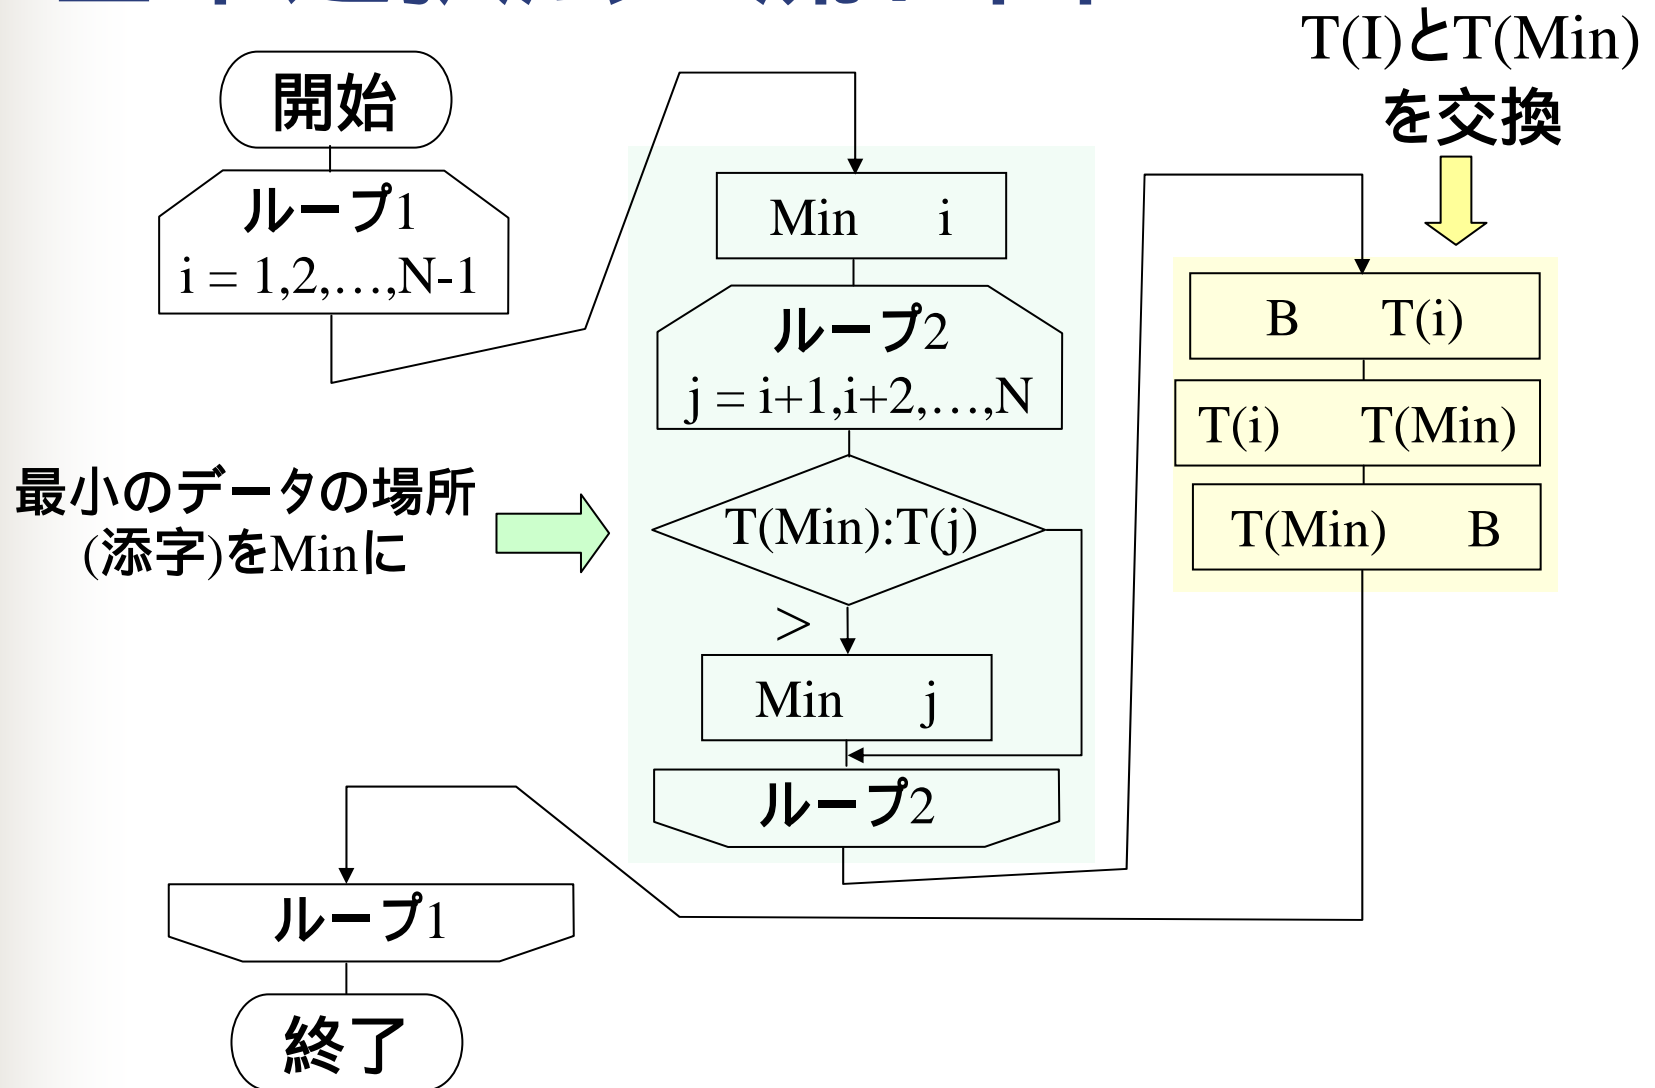 T(I)とT(Min)
を交換
開始
ループ1
i = 1,2,…,N-1
Min i
ループ2
j = i+1,i+2,…,N
T(Min):T(j)
>
Min j
ループ2
最小のデータの場所
(添字)をMinに
B T(i)
T(i) T(Min)
T(Min) B
ループ1
終了